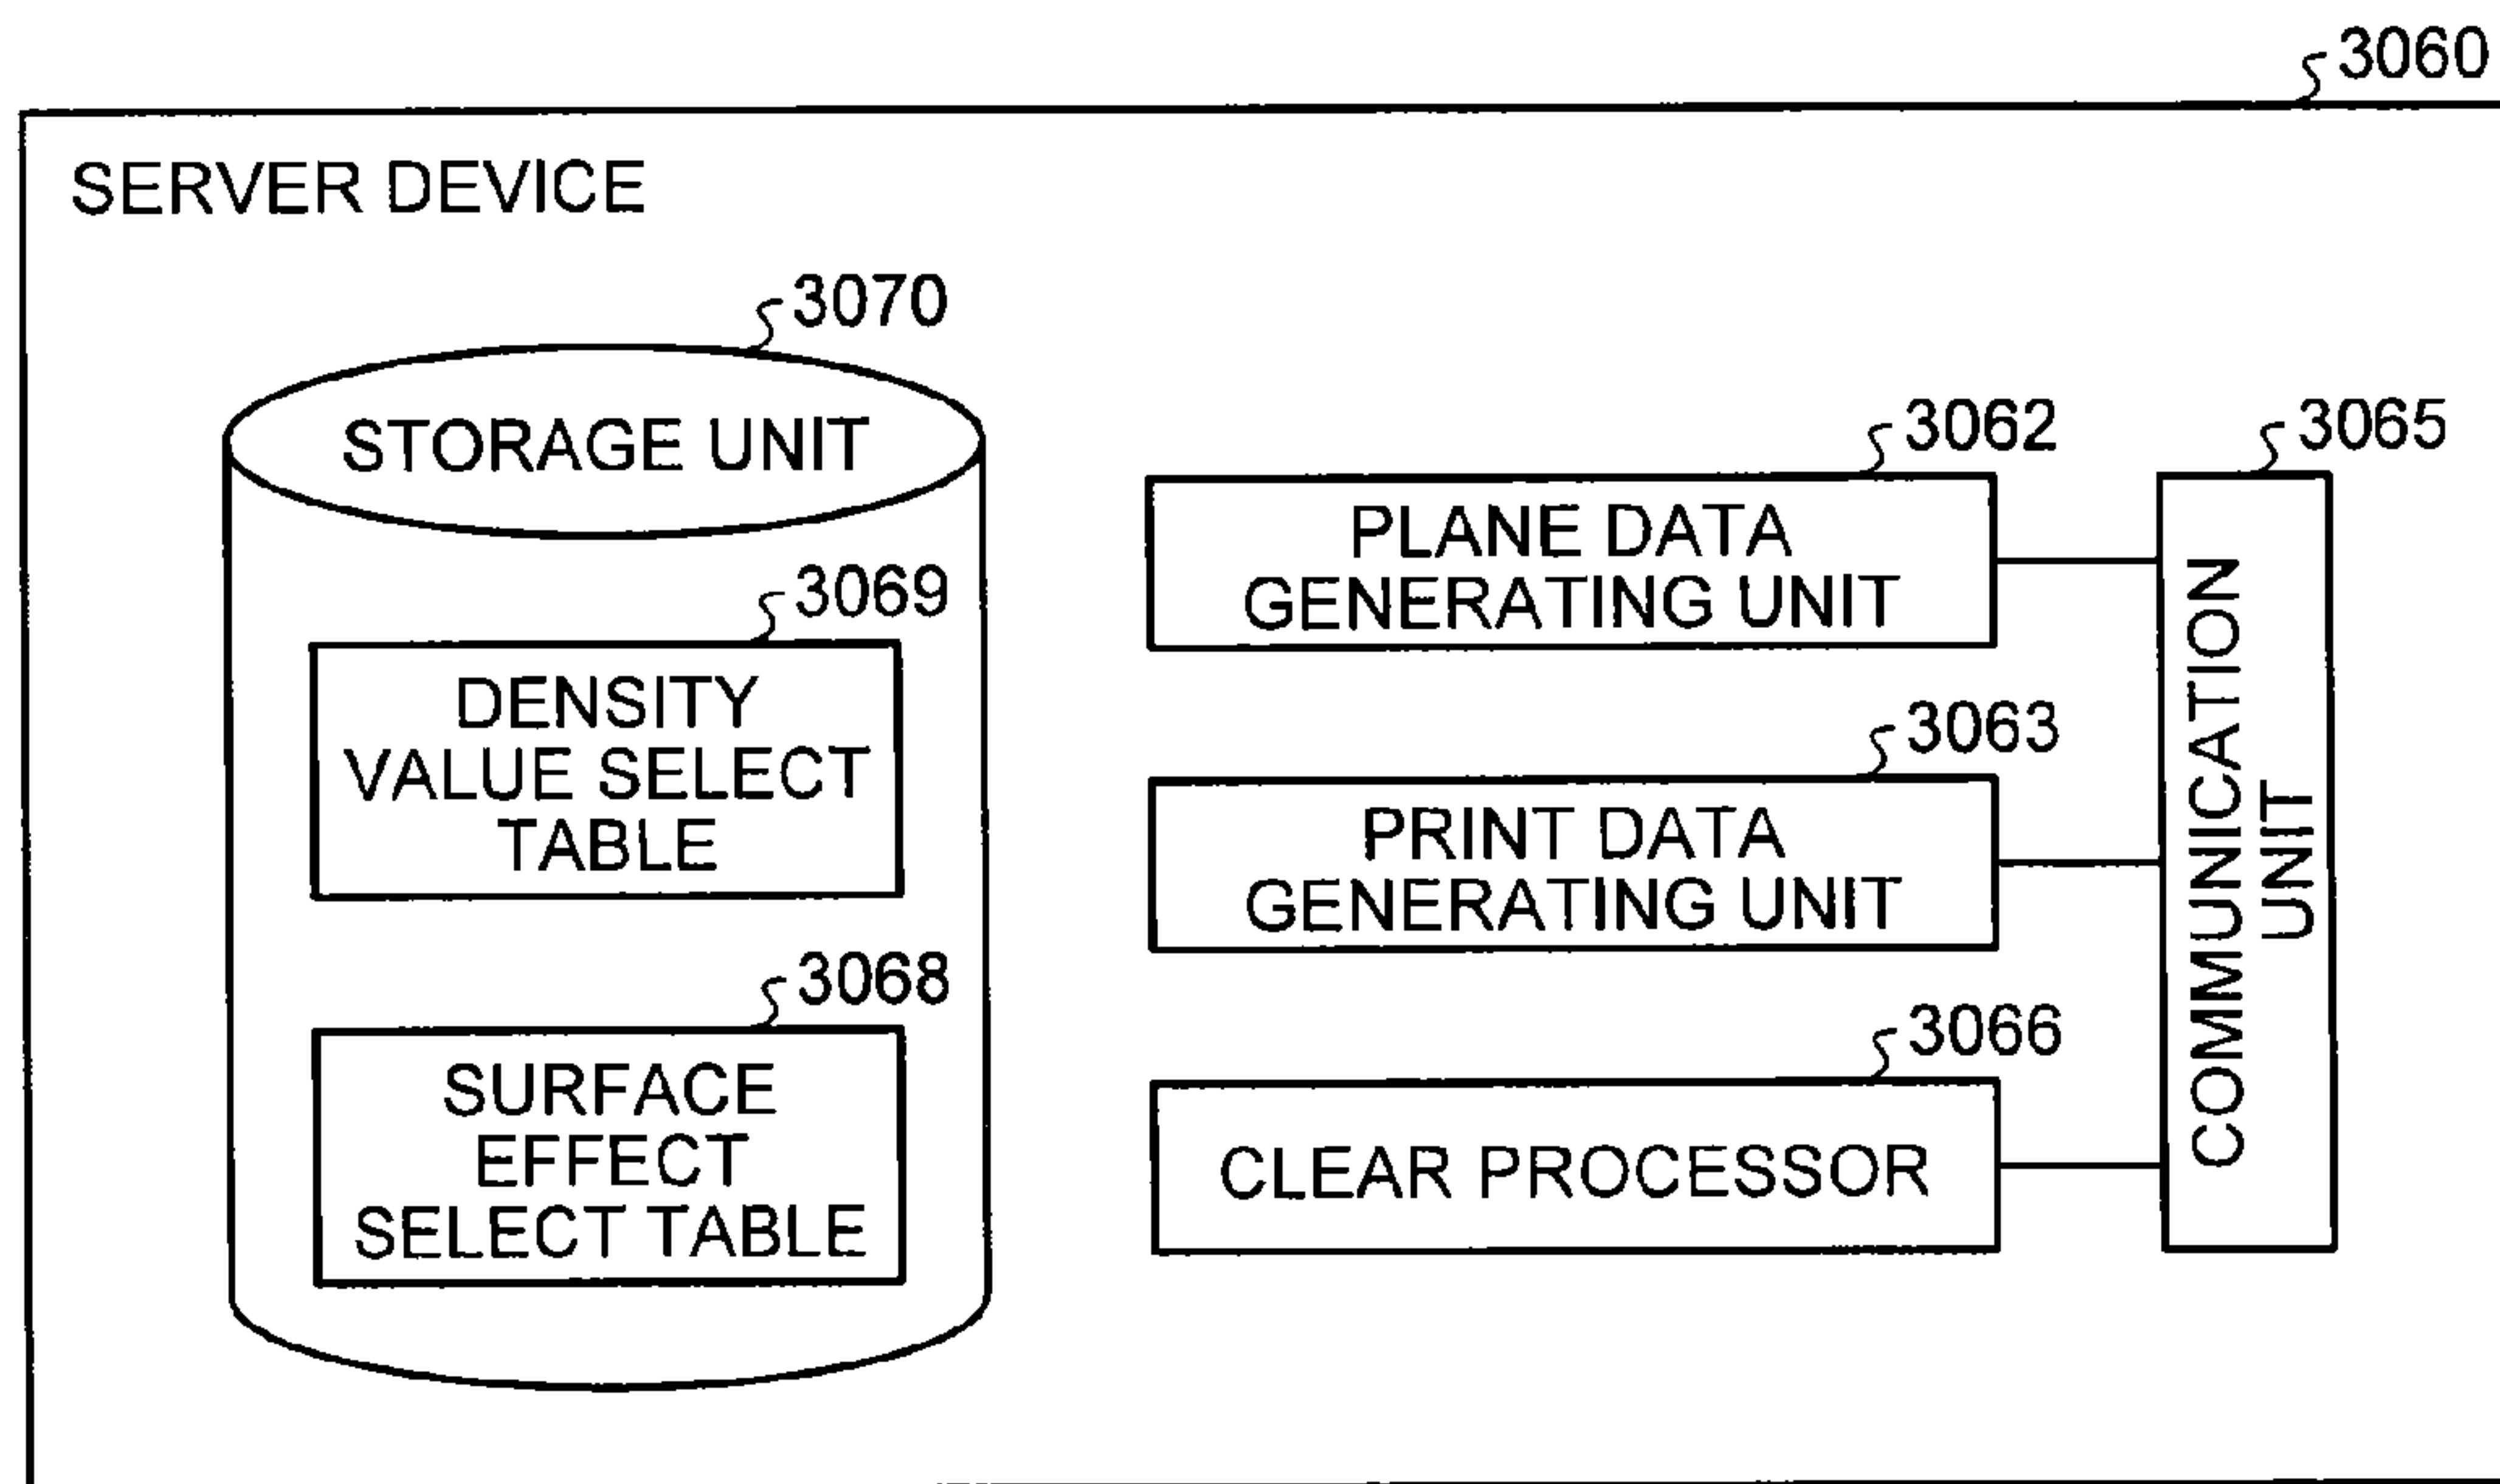 3060
SERVER DEVICE
3070
STORAGE UNIT
3069
DENSITY
VALUE SELECT
TABLE
3068
SURFACE
EFFECT
SELECT TABLE
3062
PLANE DATA
GENERATING UNIT
3063
PRINT DATA
GENERATING UNIT
3066
CLEAR PROCESSOR
3065
COMMUNICATION
UNIT